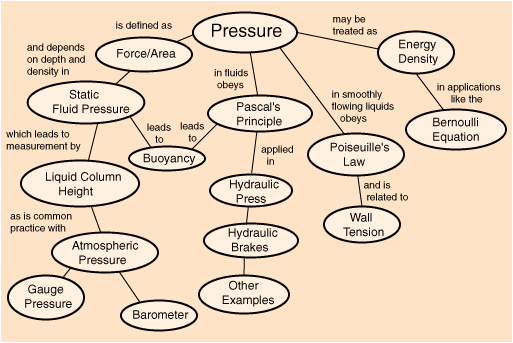 Pressure
is defined as
may be
treated as
and depends
on depth and
density in
Force/Area
Energy
Density
in fluids
obeys
in smoothly
flowing liquids
obeys
in applications
like the
Static
Fluid Pressure
Pascal's
Principle
Bernoulli
Equation
which leads to
measurement by
leads
to
leads
to
Buoyancy
applied
in
Poiseuille's
Law
Liquid Column
Height
Hydraulic
Press
and is
related to
as is common
practice with
Wall
Tension
Atmospheric
Pressure
Hydraulic
Brakes
Gauge
Pressure
Other
Examples
Barometer